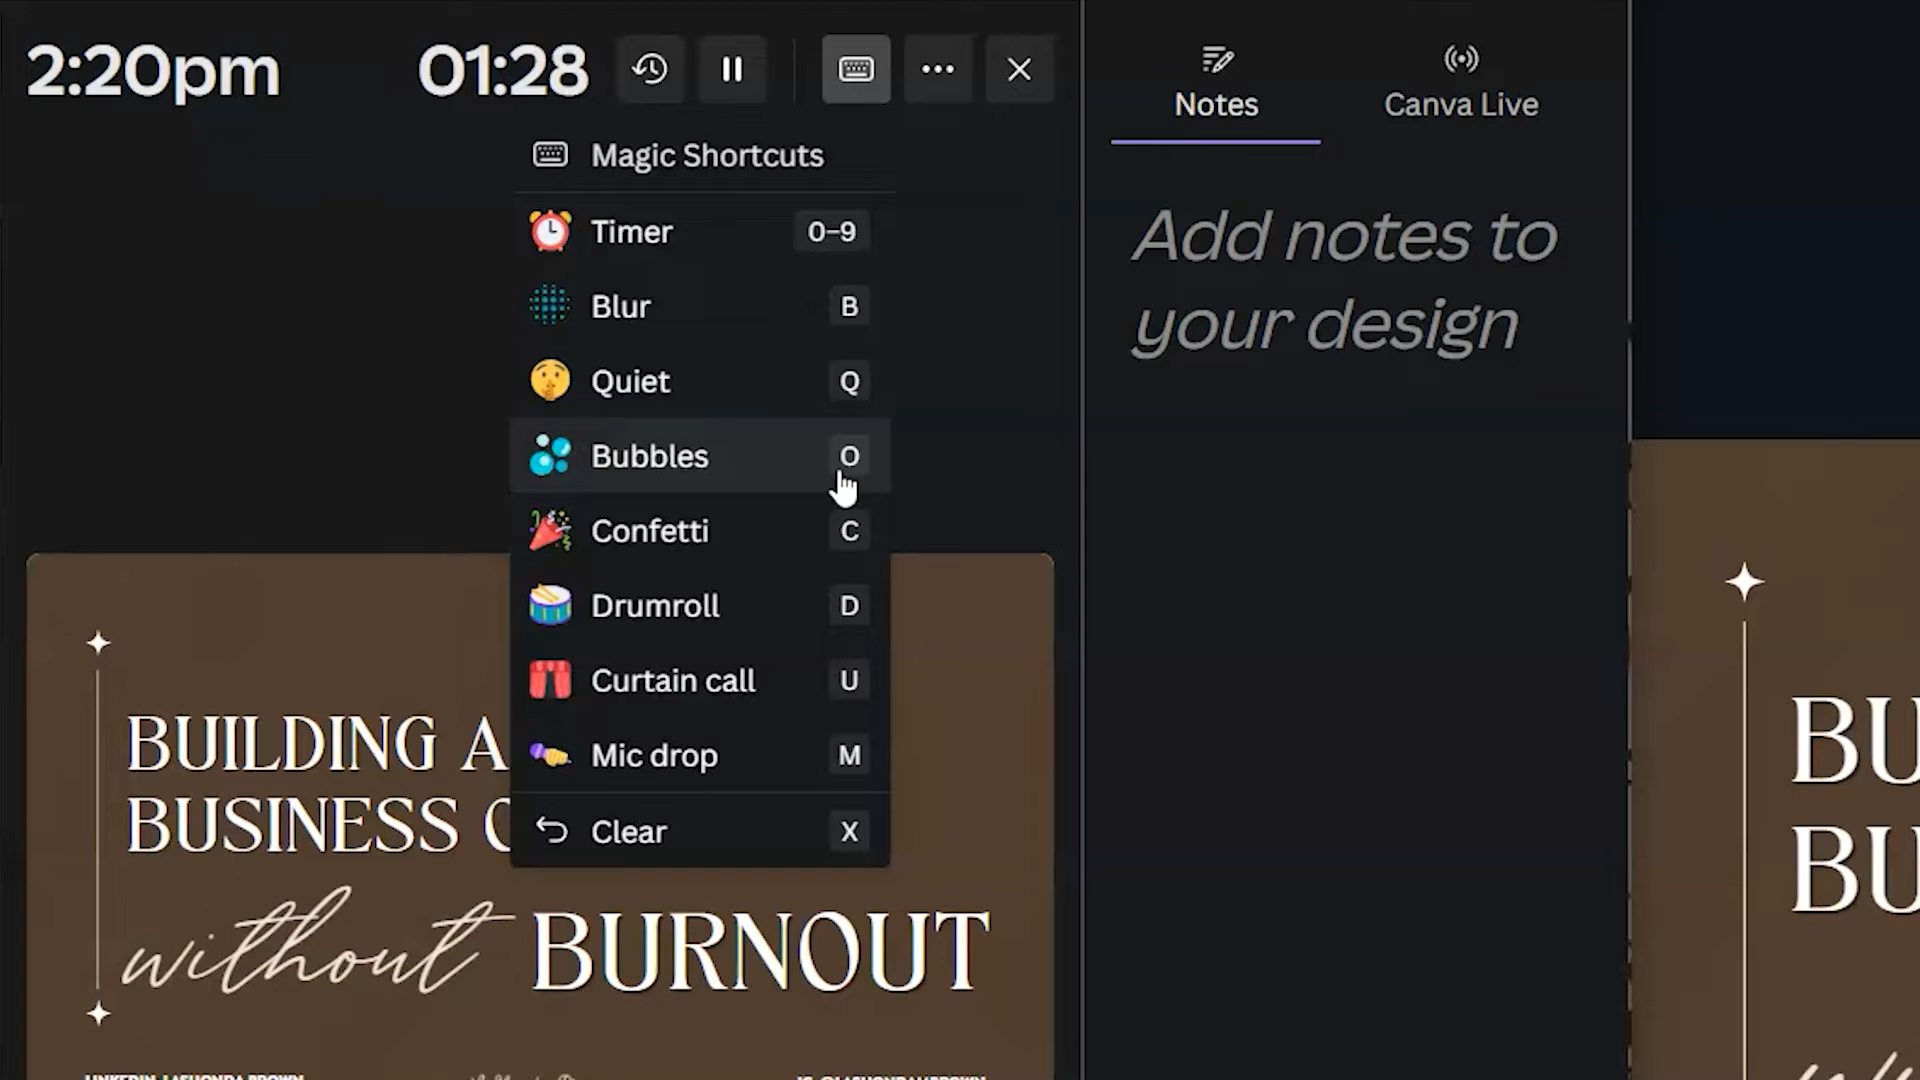 2:20pm
01:28
Notes
Canva Live
Magic Shortcuts
Timer 0–9
Blur B
Quiet Q
Bubbles O
Confetti C
Drumroll D
Curtain call U
Mic drop M
Clear X
Add notes to
your design
BUILDING A
BUSINESS
without BURNOUT
BU
BU